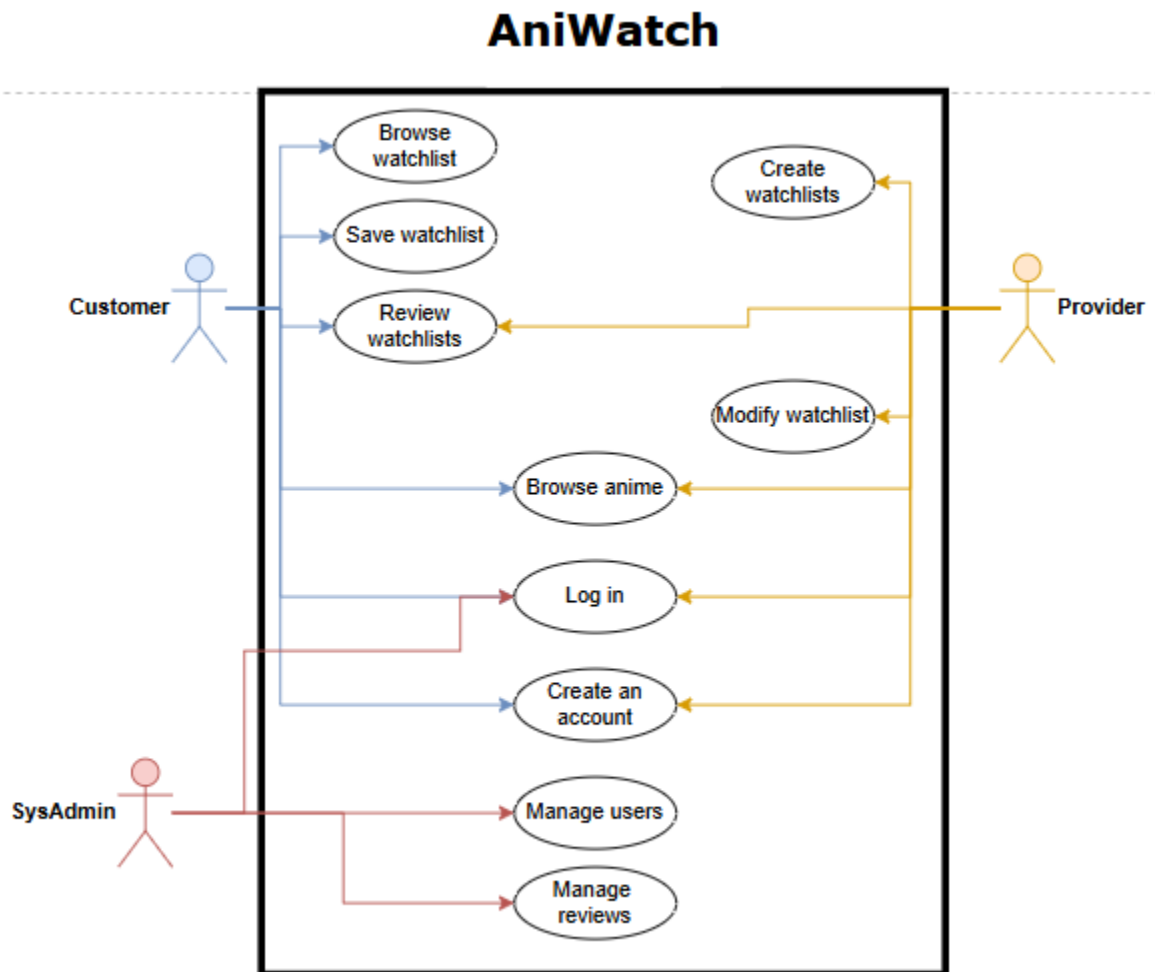 AniWatch
Browse
watchlist
Create
watchlists
Save watchlist
Customer
Review
watchlists
Provider
Modify watchlist
Browse anime
Log in
Create an
account
SysAdmin
Manage users
Manage
reviews